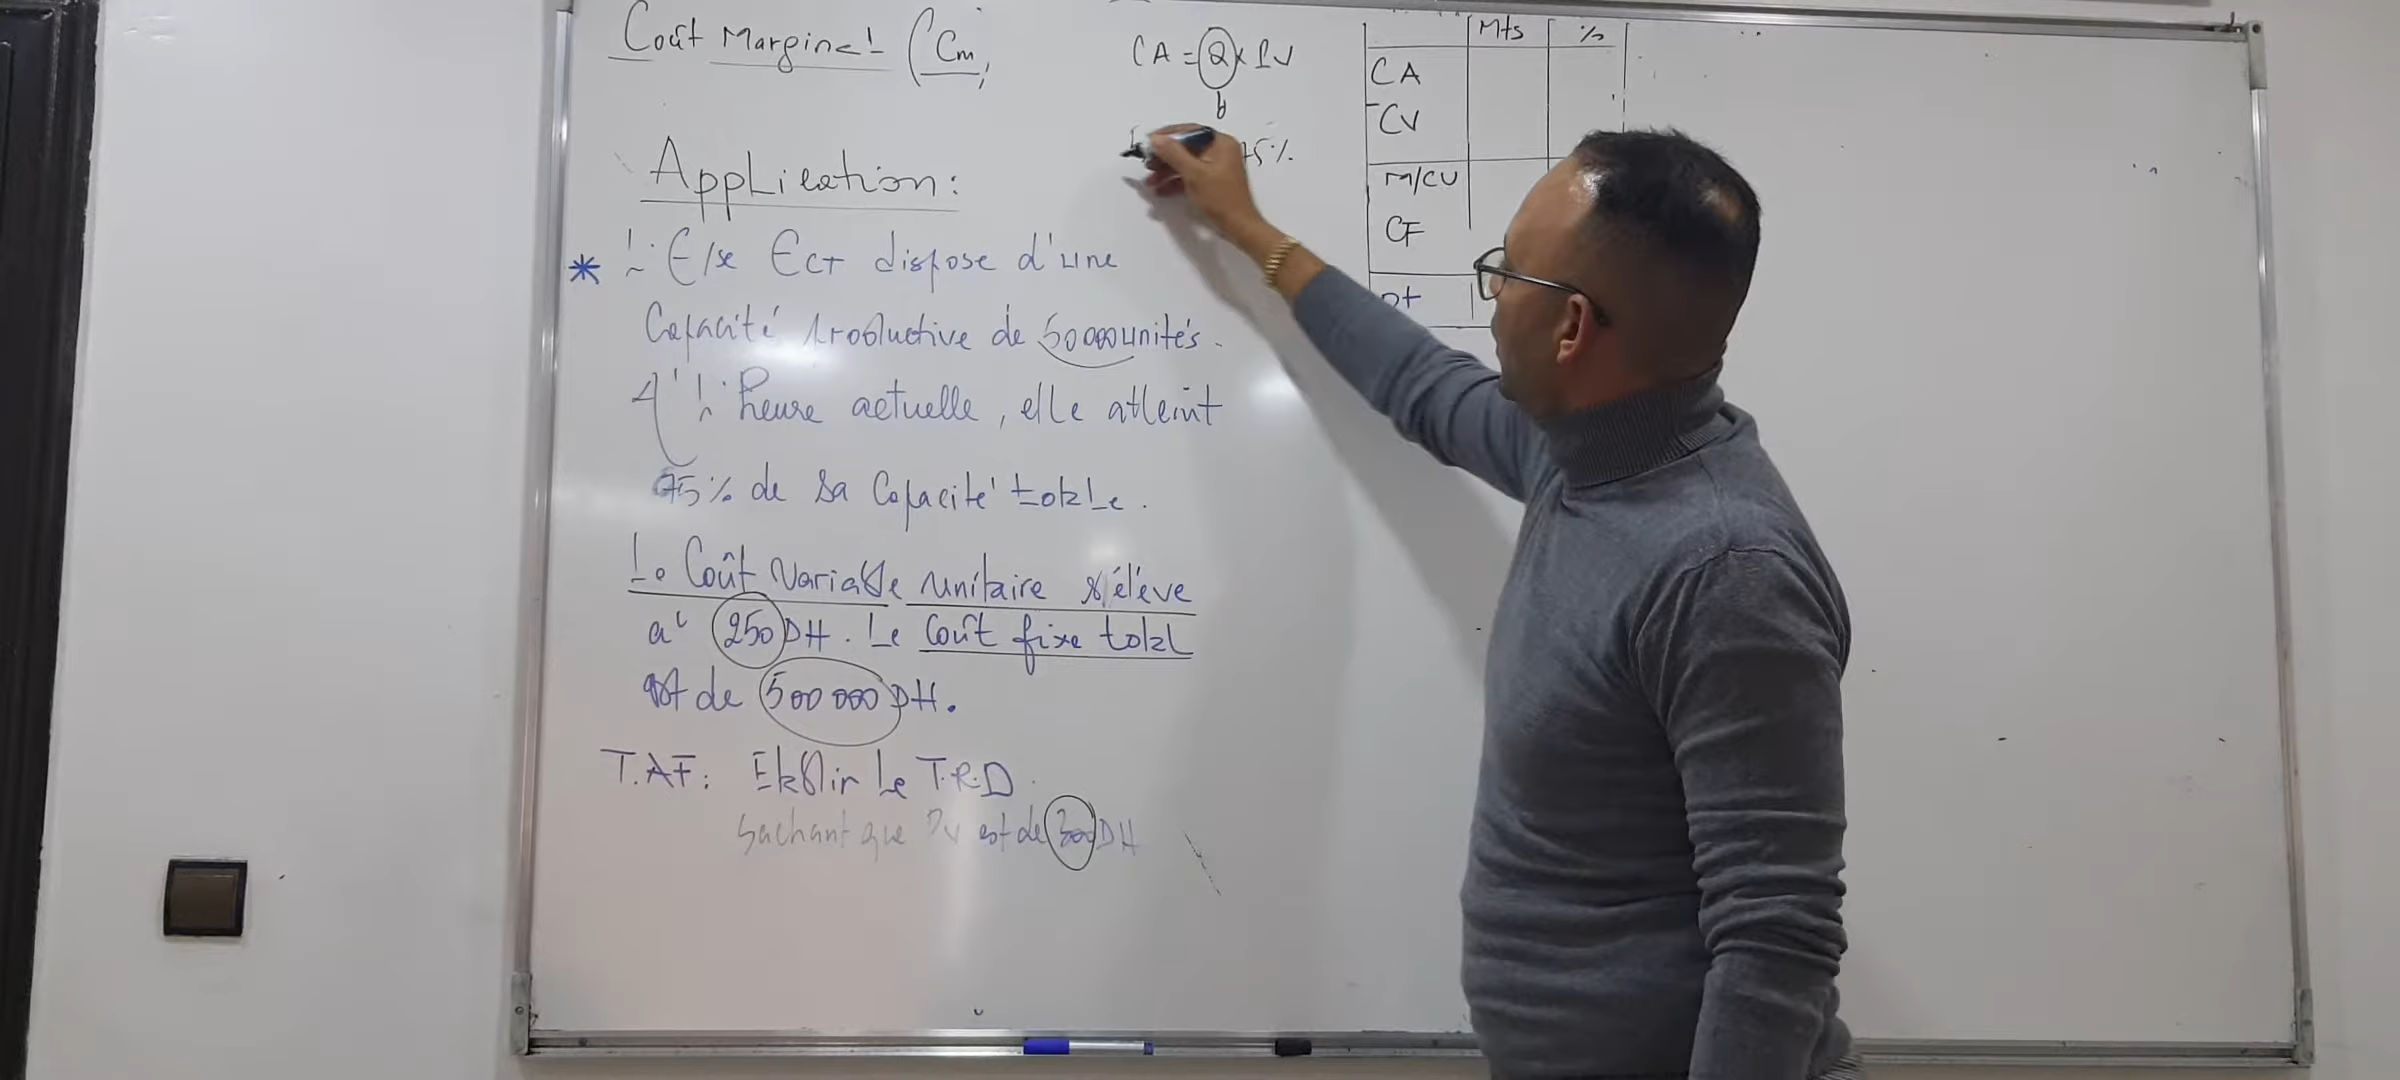 Coût Marginal (Cm)
Application:
* L'E/se Ect dispose d'une
Capacité productive de 50000 unités.
A l'heure actuelle, elle atteint
75% de sa Capacité totale.
Le Coût Variable unitaire s'élève
a' 250 DH. Le Coût fixe total
est de 500 000 DH.
T.A.F: Etablir Le T.R.D.
Sachant que Pv est de 300 DH
CA = Q x PV
75%
Mts %
CA
- CV
M/CV
CF